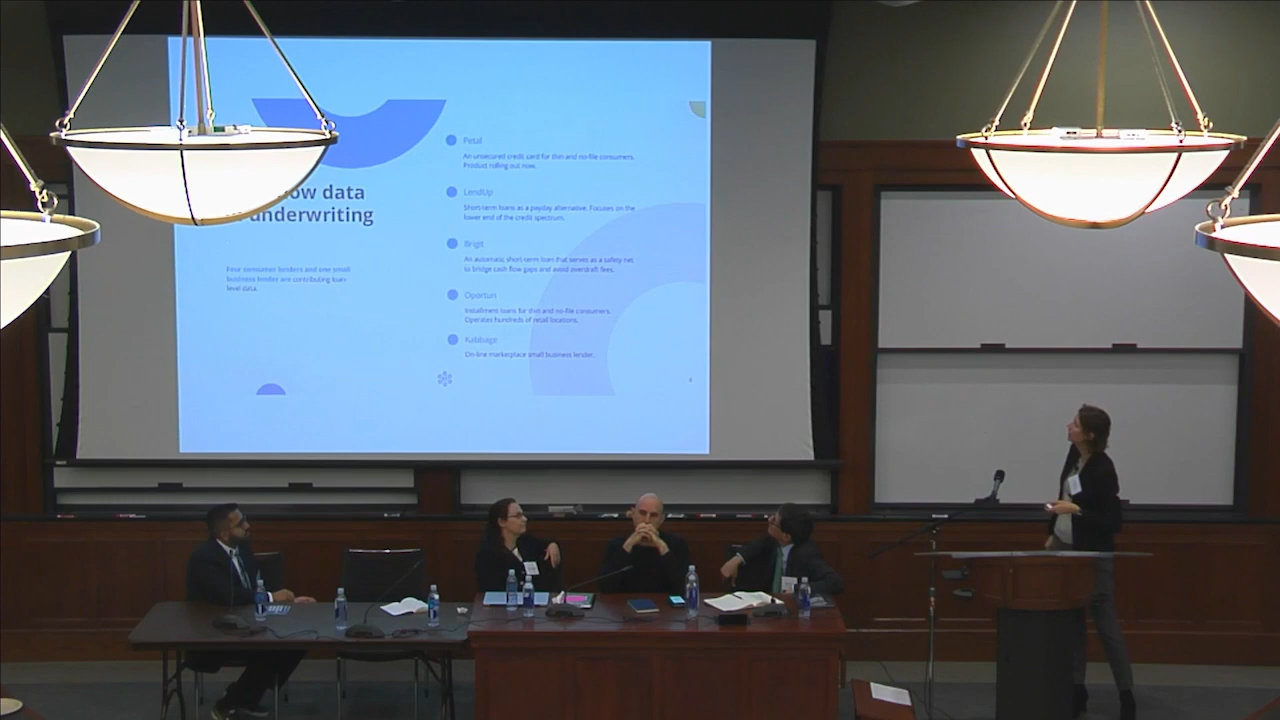 ow data
underwriting
Four consumer lenders and one small
business lender are contributing loan-
level data.
Petal
An unsecured credit card for thin and no-file consumers.
Product rolling out now.
LendUp
Short-term loans as a payday alternative. Focuses on the
lower end of the credit spectrum.
Brigit
An automatic short-term loan that serves as a safety net
to bridge cash flow gaps and avoid overdraft fees.
Oportun
Installment loans for thin and no-file consumers.
Operates hundreds of retail locations.
Kabbage
On-line marketplace small business lender.